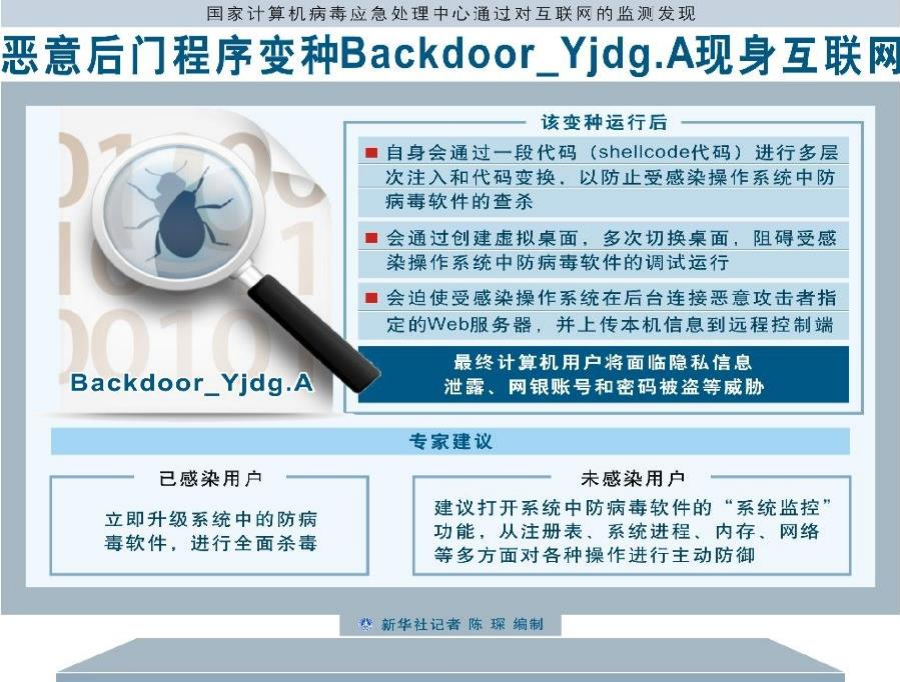 国家计算机病毒应急处理中心通过对互联网的监测发现
恶意后门程序变种Backdoor_Yjdg.A现身互联网
该变种运行后
自身会通过一段代码（shellcode代码）进行多层
次注入和代码变换，以防止受感染操作系统中防
病毒软件的查杀
会通过创建虚拟桌面，多次切换桌面，阻碍受感
染操作系统中防病毒软件的调试运行
会迫使受感染操作系统在后台连接恶意攻击者指
定的Web服务器，并上传本机信息到远程控制端
最终计算机用户将面临隐私信息
泄露、网银账号和密码被盗等威胁
Backdoor_Yjdg.A
专家建议
已感染用户
立即升级系统中的防病
毒软件，进行全面杀毒
未感染用户
建议打开系统中防病毒软件的“系统监控”
功能，从注册表、系统进程、内存、网络
等多方面对各种操作进行主动防御
新华社记者 陈 琛 编制